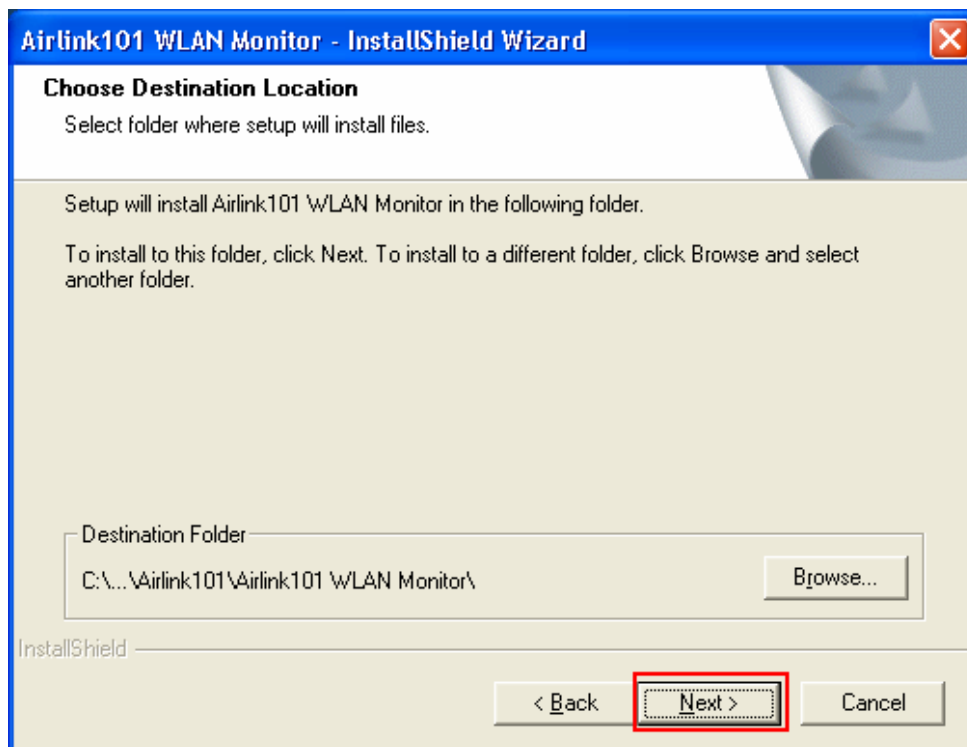 Airlink101 WLAN Monitor - InstallShield Wizard
Choose Destination Location
Select folder where setup will install files.
Setup will install Airlink101 WLAN Monitor in the following folder.
To install to this folder, click Next. To install to a different folder, click Browse and select
another folder.
Destination Folder
C:\...\Airlink101\Airlink101 WLAN Monitor\
Browse...
InstallShield
< Back
Next >
Cancel